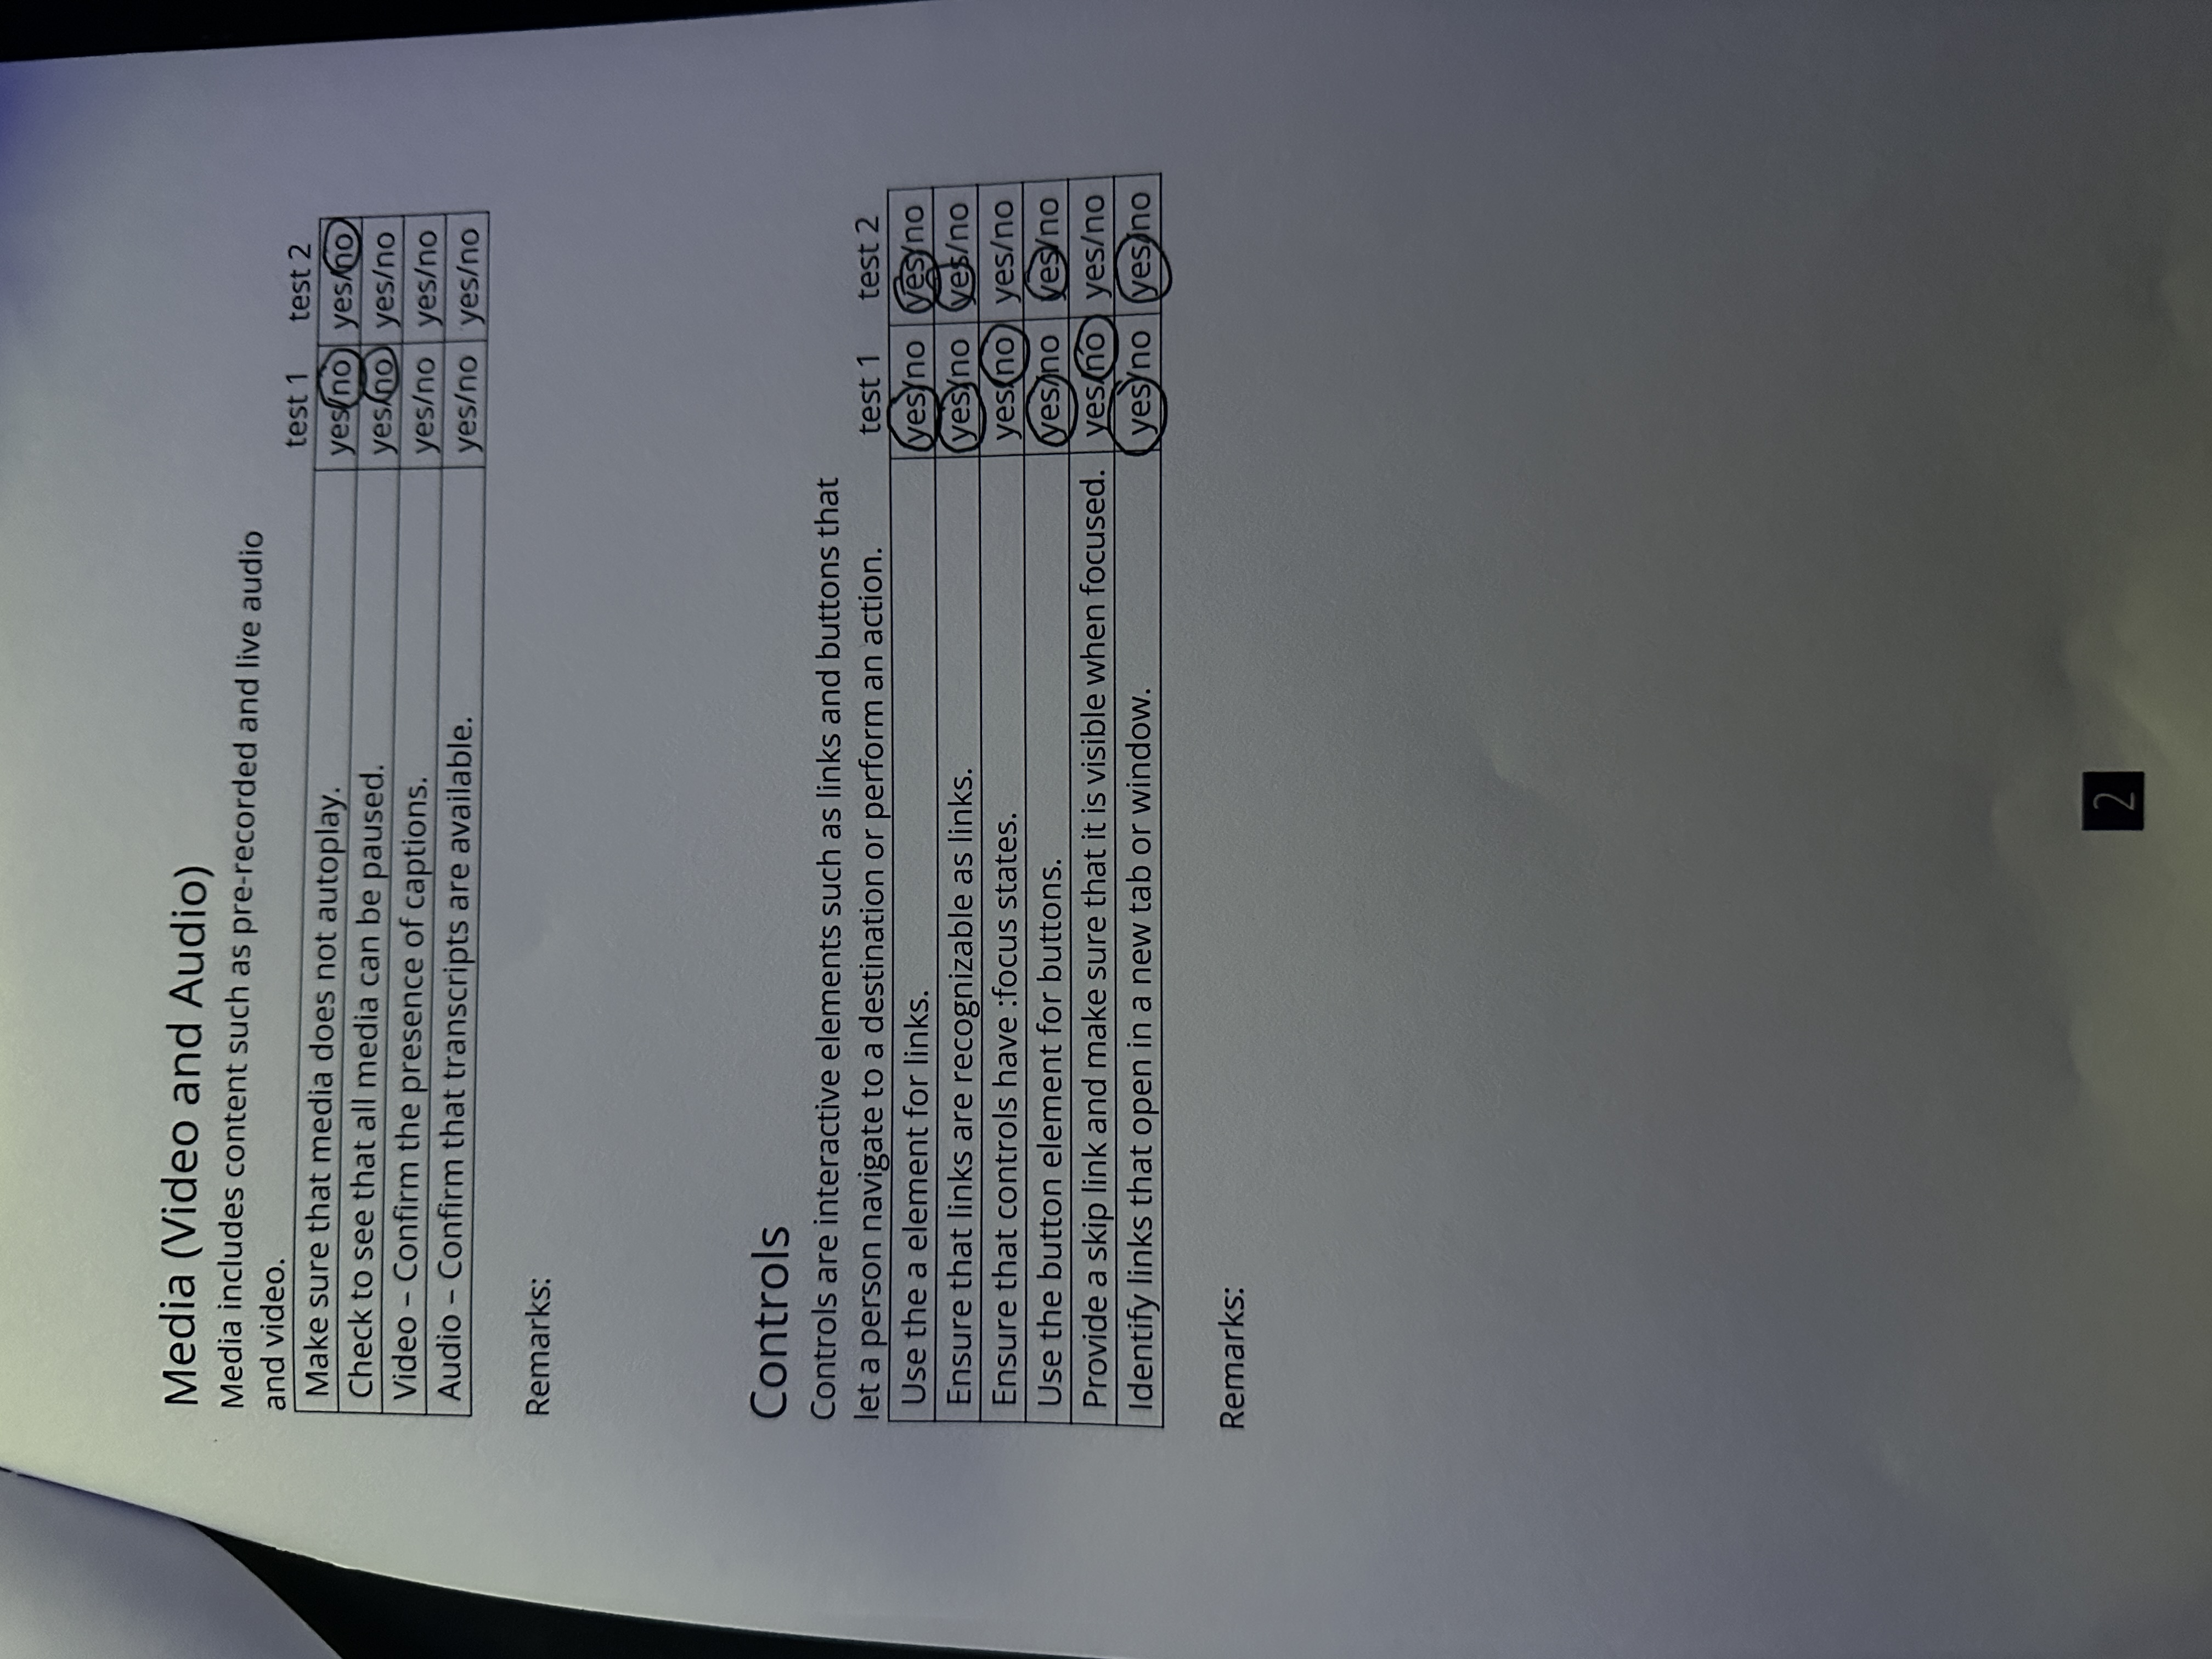 Media (Video and Audio)
Media includes content such as pre-recorded and live audio
and video.
test 1 test 2
Make sure that media does not autoplay. yes/no yes/no
Check to see that all media can be paused. yes/no yes/no
Video – Confirm the presence of captions. yes/no yes/no
Audio – Confirm that transcripts are available. yes/no yes/no
Remarks:
Controls
Controls are interactive elements such as links and buttons that
let a person navigate to a destination or perform an action. test 1 test 2
Use the a element for links. yes/no yes/no
Ensure that links are recognizable as links. yes/no yes/no
Ensure that controls have :focus states. yes/no yes/no
Use the button element for buttons. yes/no yes/no
Provide a skip link and make sure that it is visible when focused. yes/no yes/no
Identify links that open in a new tab or window. yes/no yes/no
Remarks:
2